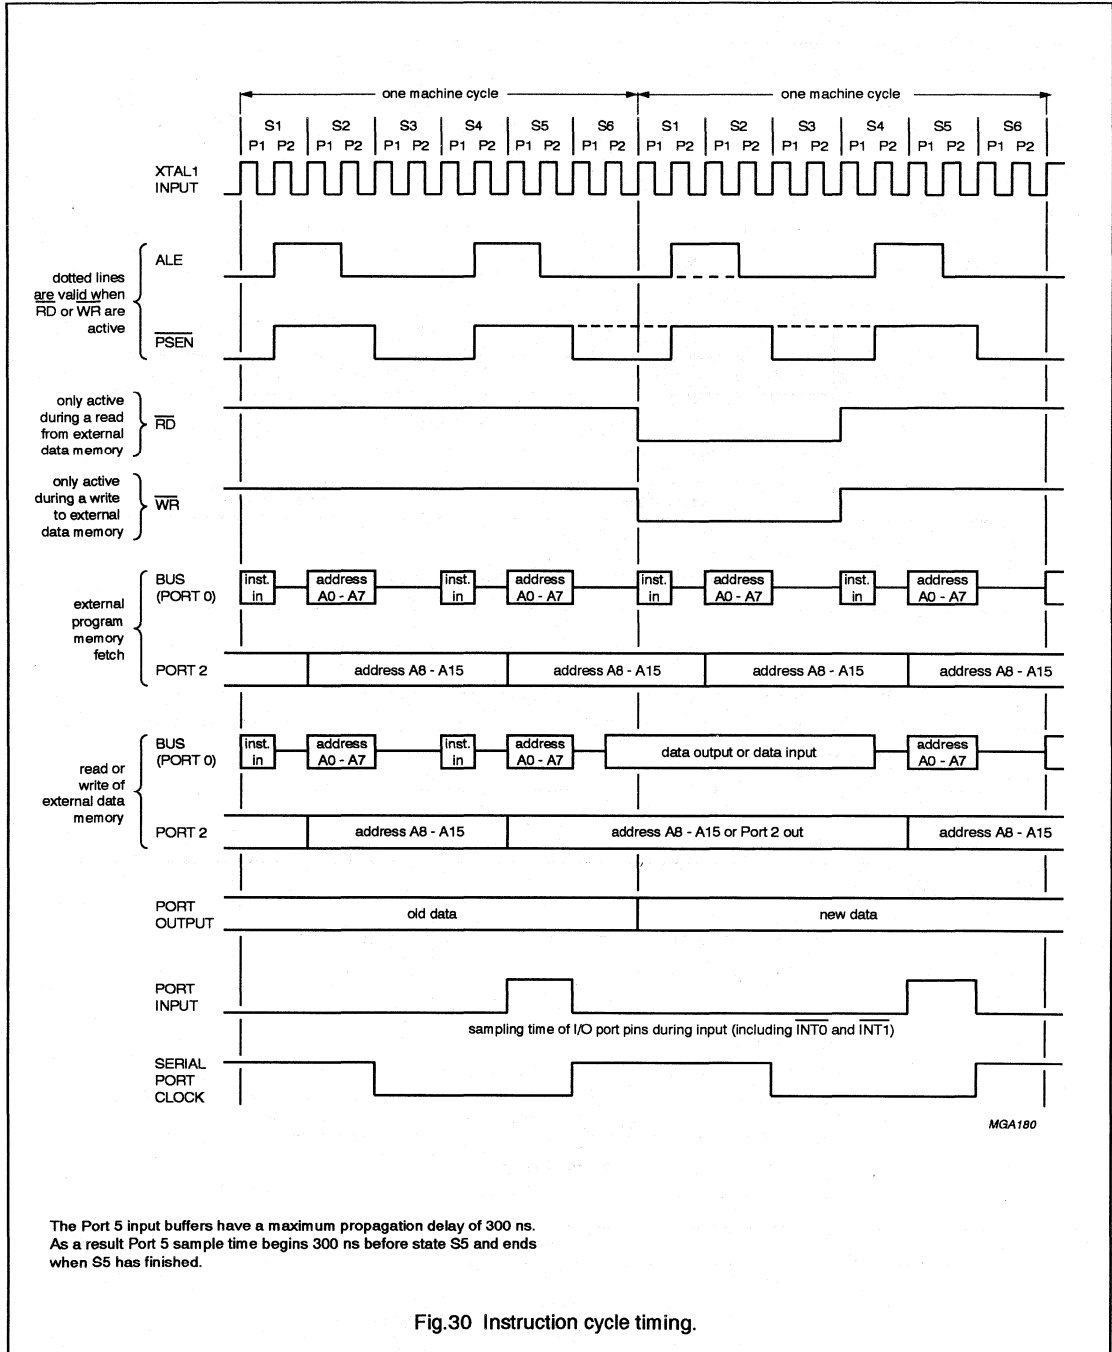 one machine cycle one machine cycle
S1 S2 S3 S4 S5 S6 S1 S2 S3 S4 S5 S6
P1 P2 P1 P2 P1 P2 P1 P2 P1 P2 P1 P2 P1 P2 P1 P2 P1 P2 P1 P2 P1 P2 P1 P2
XTAL1
INPUT
ALE
dotted lines
are valid when
RD or WR are
active
PSEN
only active
during a read
from external
data memory
RD
only active
during a write
to external
data memory
WR
external
program
memory
fetch
BUS
(PORT 0)
inst. address inst. address inst. address inst. address
in A0 - A7 in A0 - A7 in A0 - A7 in A0 - A7
PORT 2 address A8 - A15 address A8 - A15 address A8 - A15 address A8 - A15
read or
write of
external data
memory
BUS
(PORT 0)
inst. address inst. address data output or data input address
in A0 - A7 in A0 - A7 A0 - A7
PORT 2 address A8 - A15 address A8 - A15 or Port 2 out address A8 - A15
PORT
OUTPUT
old data new data
PORT
INPUT
sampling time of I/O port pins during input (including INT0 and INT1)
SERIAL
PORT
CLOCK
MGA180
The Port 5 input buffers have a maximum propagation delay of 300 ns.
As a result Port 5 sample time begins 300 ns before state S5 and ends
when S5 has finished.
Fig.30 Instruction cycle timing.